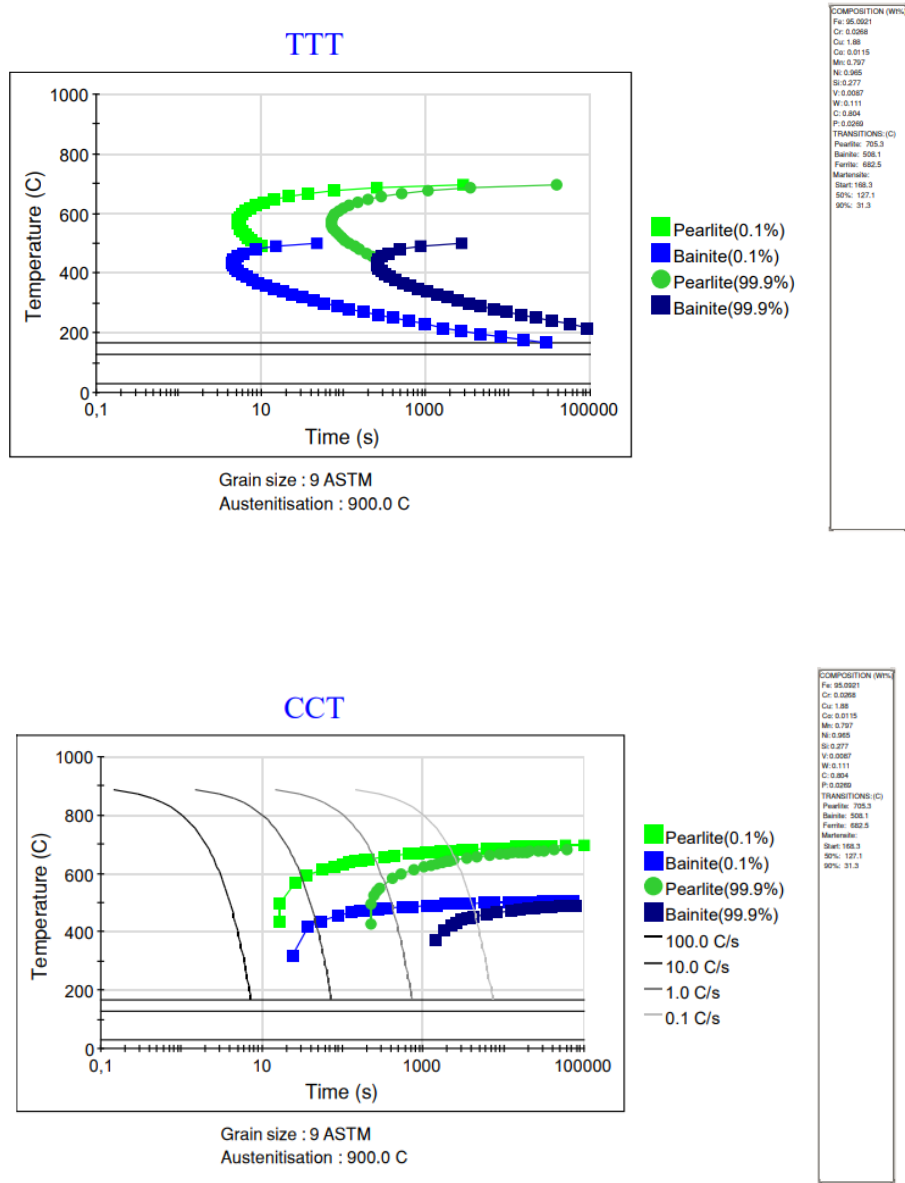 TTT
COMPOSITION (Wt%)
Fe: 95.0921
Cr: 0.0268
Cu: 1.88
Co: 0.0115
Mn: 0.797
Ni: 0.965
Si: 0.277
V: 0.0087
W: 0.111
C: 0.804
P: 0.0269
TRANSITIONS:(C)
Pearlite: 705.3
Bainite: 508.1
Ferrite: 682.5
Martensite:
Start: 168.3
50%: 127.1
90%: 31.3
Temperature (C)
1000
800
600
400
200
0
0,1
10
1000
100000
Time (s)
Pearlite(0.1%)
Bainite(0.1%)
Pearlite(99.9%)
Bainite(99.9%)
Grain size : 9 ASTM
Austenitisation : 900.0 C
CCT
COMPOSITION (Wt%)
Fe: 95.0921
Cr: 0.0268
Cu: 1.88
Co: 0.0115
Mn: 0.797
Ni: 0.965
Si: 0.277
V: 0.0087
W: 0.111
C: 0.804
P: 0.0269
TRANSITIONS:(C)
Pearlite: 705.3
Bainite: 508.1
Ferrite: 682.5
Martensite:
Start: 168.3
50%: 127.1
90%: 31.3
Temperature (C)
1000
800
600
400
200
0
0,1
10
1000
100000
Time (s)
Pearlite(0.1%)
Bainite(0.1%)
Pearlite(99.9%)
Bainite(99.9%)
100.0 C/s
10.0 C/s
1.0 C/s
0.1 C/s
Grain size : 9 ASTM
Austenitisation : 900.0 C